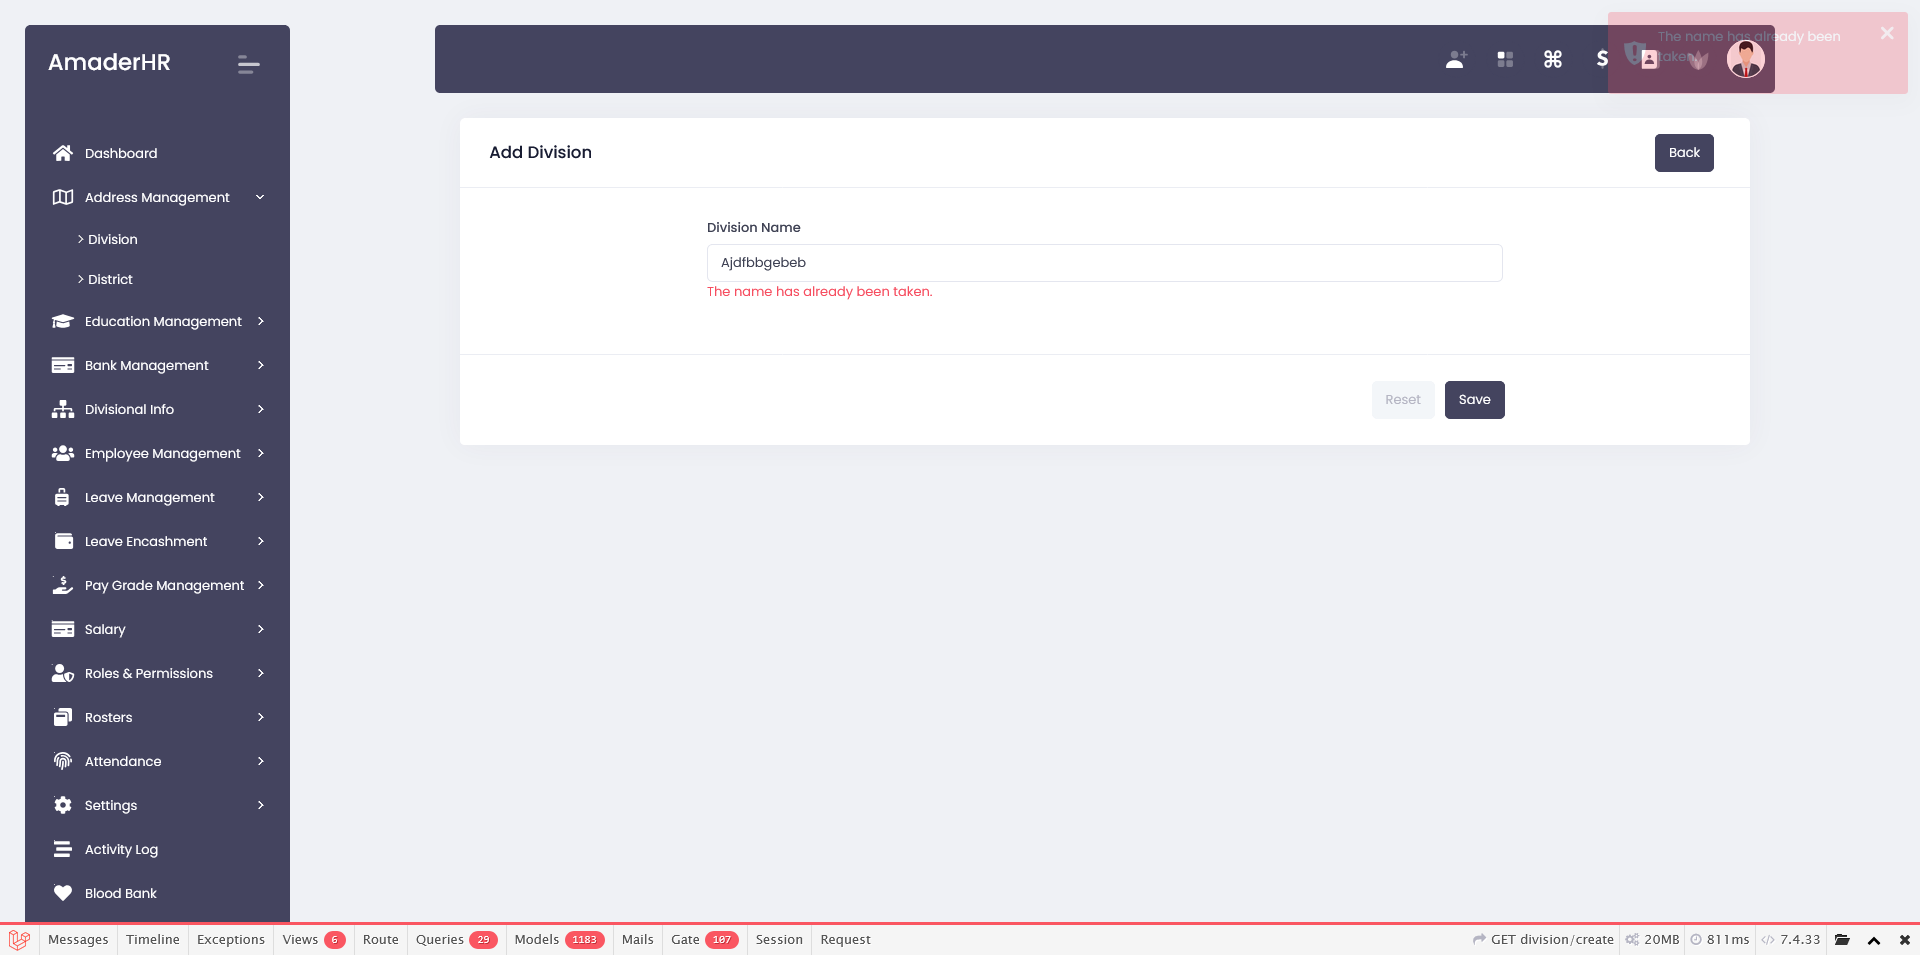 AmaderHR
The name has already been
taken.
Dashboard
Address Management
Division
District
Education Management
Bank Management
Divisional Info
Employee Management
Leave Management
Leave Encashment
Pay Grade Management
Salary
Roles & Permissions
Rosters
Attendance
Settings
Activity Log
Blood Bank
Add Division
Back
Division Name
Ajdfbbgebeb
The name has already been taken.
Reset
Save
Messages Timeline Exceptions Views 6 Route Queries 29 Models 1183 Mails Gate 107 Session Request GET division/create 20MB 811ms 7.4.33